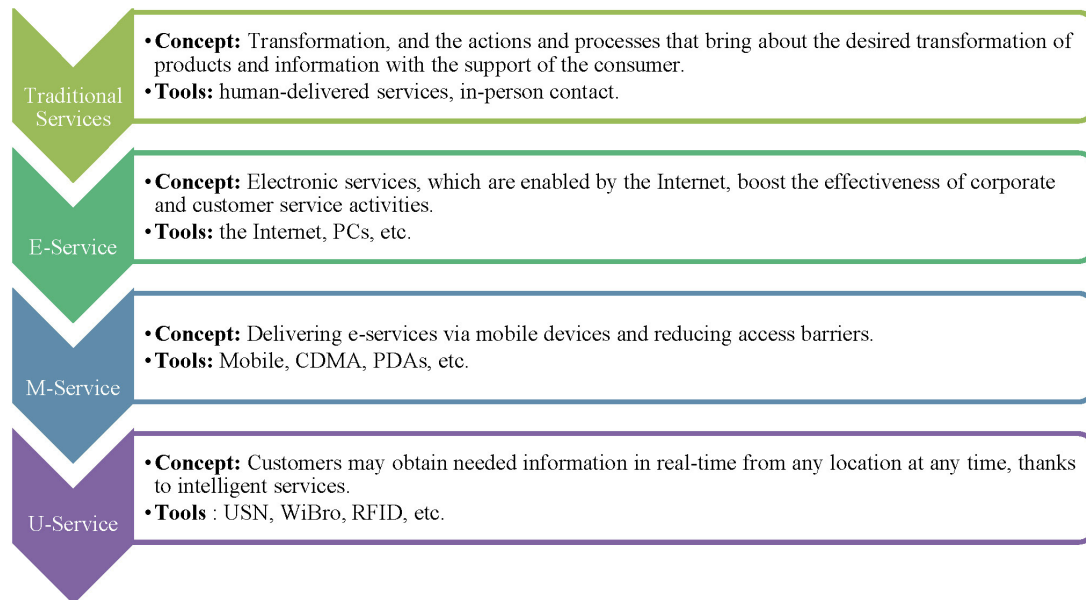 Traditional
Services
•Concept: Transformation, and the actions and processes that bring about the desired transformation of
products and information with the support of the consumer.
•Tools: human-delivered services, in-person contact.
E-Service
•Concept: Electronic services, which are enabled by the Internet, boost the effectiveness of corporate
and customer service activities.
•Tools: the Internet, PCs, etc.
M-Service
•Concept: Delivering e-services via mobile devices and reducing access barriers.
•Tools: Mobile, CDMA, PDAs, etc.
U-Service
•Concept: Customers may obtain needed information in real-time from any location at any time, thanks
to intelligent services.
•Tools : USN, WiBro, RFID, etc.